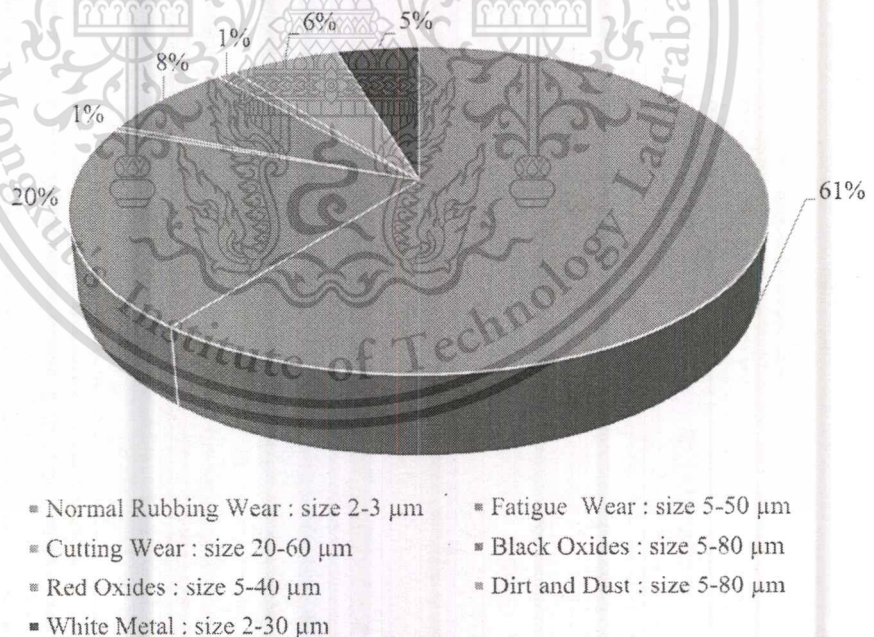 6%
5%
1%
8%
1%
20%
61%
Mongkut's Institute of Technology Ladkraba
Normal Rubbing Wear : size 2-3 µm
Fatigue Wear : size 5-50 µm
Cutting Wear : size 20-60 µm
Black Oxides : size 5-80 µm
Red Oxides : size 5-40 µm
Dirt and Dust : size 5-80 µm
White Metal : size 2-30 µm